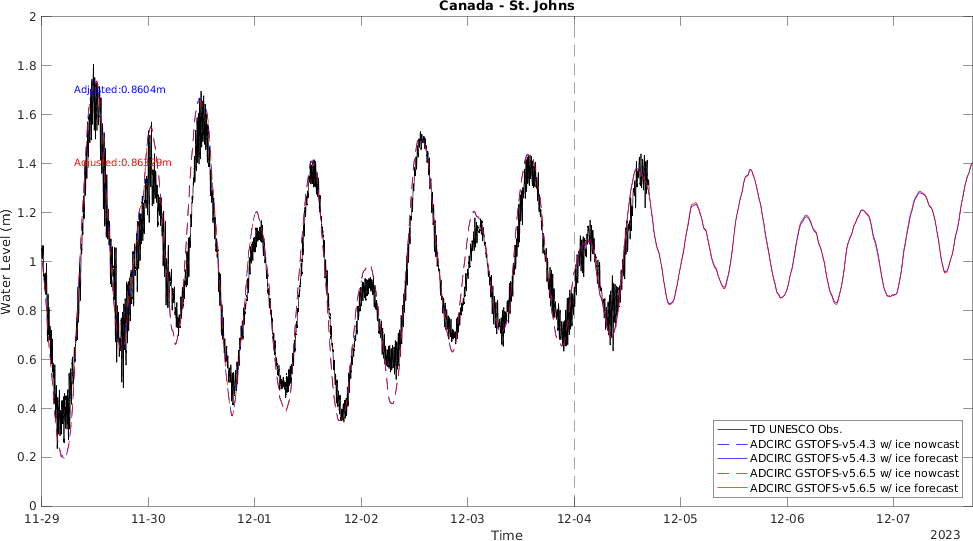 Canada - St. Johns
2
1.8
Adjusted:0.8604m
1.6
1.4
1.2
1
0.8
0.6
0.4
0.2
0
Water Level (m)
TD UNESCO Obs.
ADCIRC GSTOFS-v5.4.3 w/ ice nowcast
ADCIRC GSTOFS-v5.4.3 w/ ice forecast
ADCIRC GSTOFS-v5.6.5 w/ ice nowcast
ADCIRC GSTOFS-v5.6.5 w/ ice forecast
11-29 11-30 12-01 12-02 12-03 12-04 12-05 12-06 12-07
Time
2023